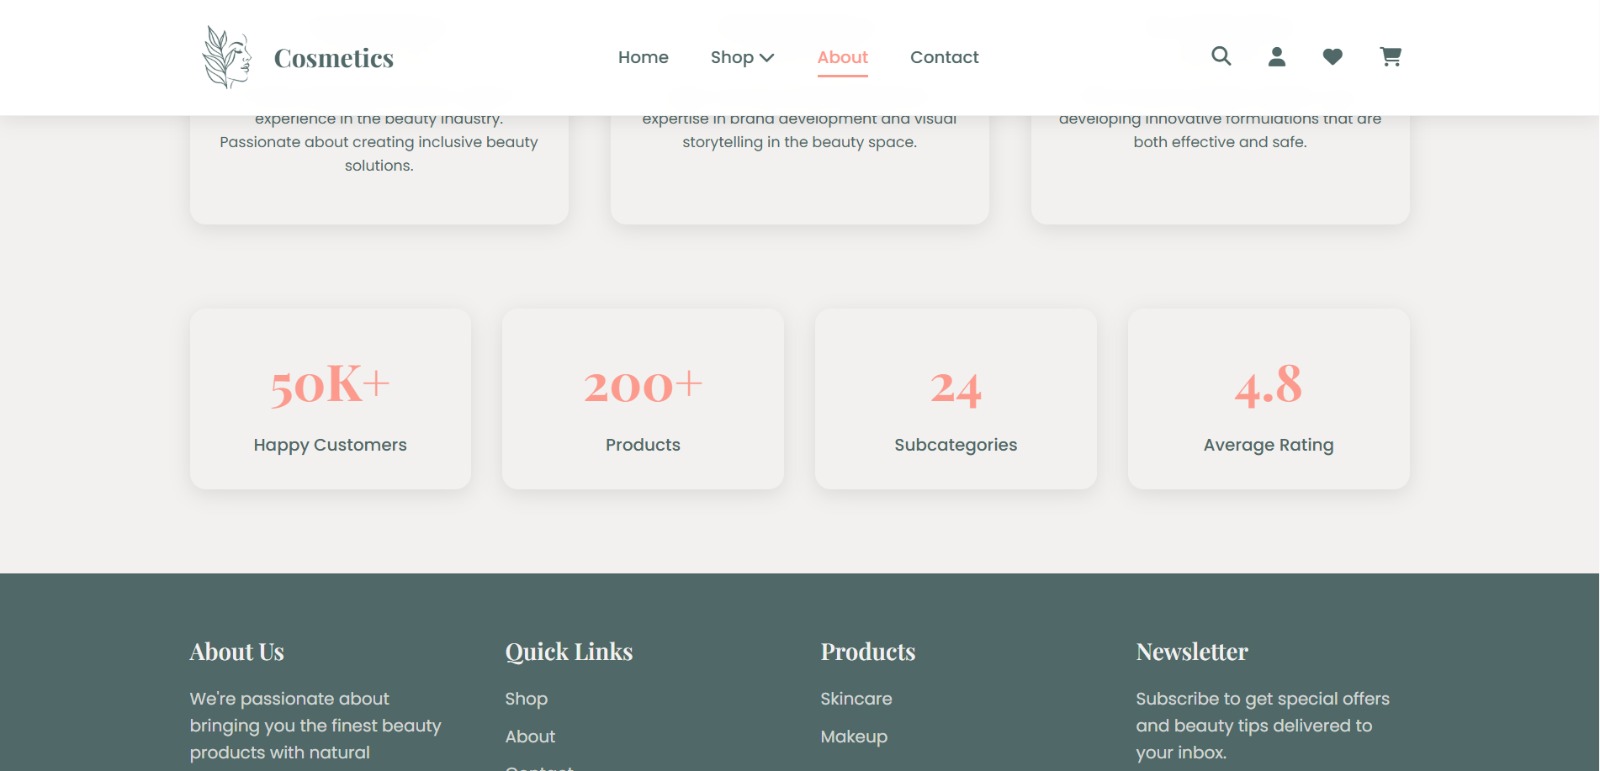 Cosmetics
Home
Shop
About
Contact
experience in the beauty industry.
Passionate about creating inclusive beauty
solutions.
expertise in brand development and visual
storytelling in the beauty space.
developing innovative formulations that are
both effective and safe.
50K+
Happy Customers
200+
Products
24
Subcategories
4.8
Average Rating
About Us
We're passionate about
bringing you the finest beauty
products with natural
Quick Links
Shop
About
Contact
Products
Skincare
Makeup
Newsletter
Subscribe to get special offers
and beauty tips delivered to
your inbox.